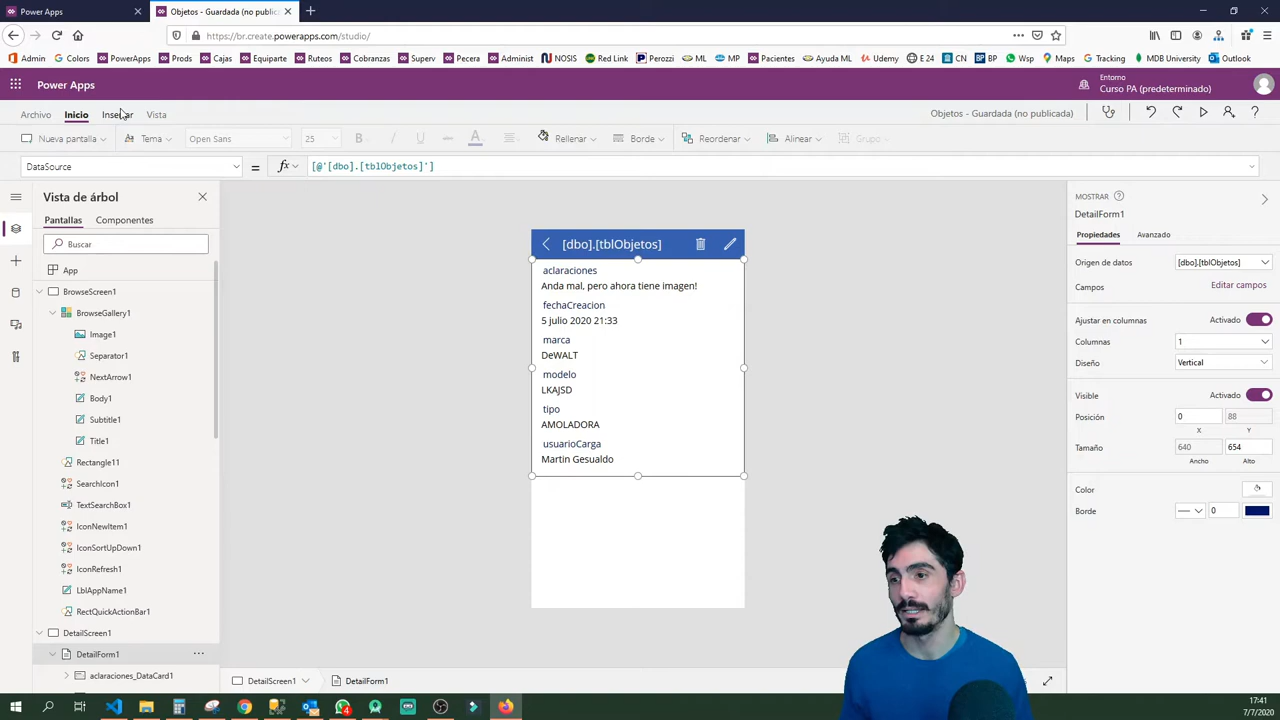 Power Apps
Objetos - Guardada (no public
https://br.create.powerapps.com/studio/
Admin Colors PowerApps Prods Cajas Equiparte Ruteos Cobranzas Superv Pecera Administ NOSIS Red Link Perozzi ML MP Pacientes Ayuda ML Udemy E 24 CN BP Wsp Maps Tracking MDB University Outlook
Power Apps
Entorno
Curso PA (predeterminado)
Archivo Inicio Insertar Vista
Objetos - Guardada (no publicada)
Nueva pantalla Tema Open Sans 25 B I U A Rellenar Borde Reordenar Alinear Grupo
DataSource = fx [@'[dbo].[tblObjetos]']
Vista de árbol
Pantallas Componentes
Buscar
App
BrowseScreen1
BrowseGallery1
Image1
Separator1
NextArrow1
Body1
Subtitle1
Title1
Rectangle11
SearchIcon1
TextSearchBox1
IconNewItem1
IconSortUpDown1
IconRefresh1
LblAppName1
RectQuickActionBar1
DetailScreen1
DetailForm1
aclaraciones_DataCard1
[dbo].[tblObjetos]
aclaraciones
Anda mal, pero ahora tiene imagen!
fechaCreacion
5 julio 2020 21:33
marca
DeWALT
modelo
LKAJSD
tipo
AMOLADORA
usuarioCarga
Martin Gesualdo
DetailScreen1 DetailForm1
MOSTRAR
DetailForm1
Propiedades Avanzado
Origen de datos [dbo].[tblObjetos]
Campos Editar campos
Ajustar en columnas Activado
Columnas 1
Diseño Vertical
Visible Activado
Posición 0 88
X Y
Tamaño 640 654
Ancho Alto
Color
Borde 0
17:41
7/7/2020